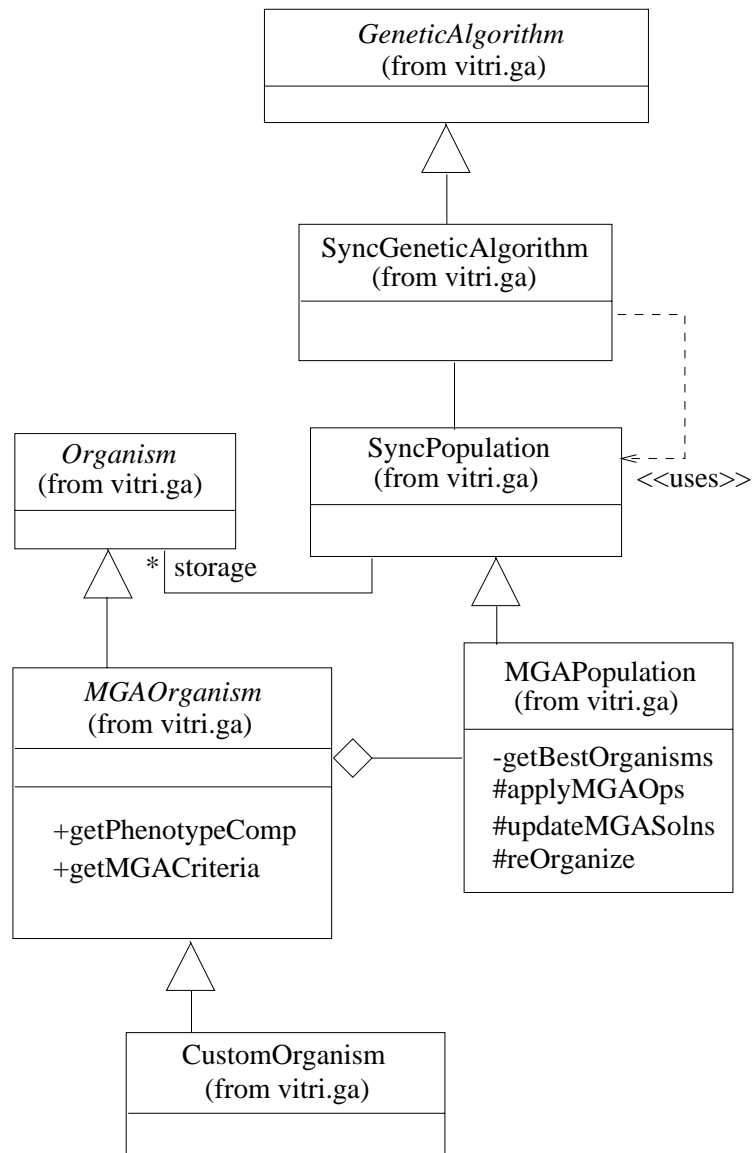 GeneticAlgorithm
(from vitri.ga)
SyncGeneticAlgorithm
(from vitri.ga)
SyncPopulation
(from vitri.ga)
<<uses>>
Organism
(from vitri.ga)
* storage
MGAOrganism
(from vitri.ga)
+getPhenotypeComp
+getMGACriteria
MGAPopulation
(from vitri.ga)
-getBestOrganisms
#applyMGAOps
#updateMGASolns
#reOrganize
CustomOrganism
(from vitri.ga)